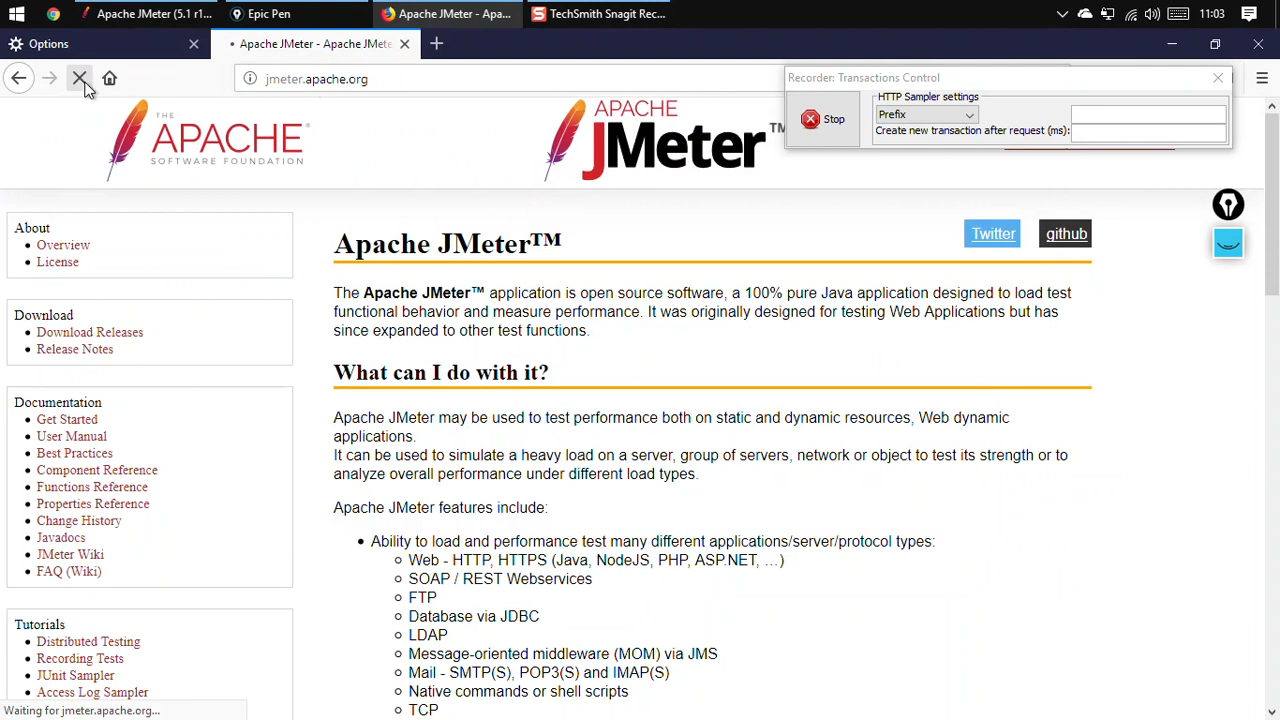 Apache JMeter (5.1 r1...
Epic Pen
Apache JMeter - Apa...
TechSmith Snagit Rec...
11:03
Options
Apache JMeter - Apache JMete
jmeter.apache.org
Recorder: Transactions Control
HTTP Sampler settings
Stop
Prefix
Create new transaction after request (ms):
THE
APACHE®
SOFTWARE FOUNDATION
APACHE
JMeter™
About
Overview
License
Download
Download Releases
Release Notes
Documentation
Get Started
User Manual
Best Practices
Component Reference
Functions Reference
Properties Reference
Change History
Javadocs
JMeter Wiki
FAQ (Wiki)
Tutorials
Distributed Testing
Recording Tests
JUnit Sampler
Access Log Sampler
Apache JMeter™
Twitter
github
The Apache JMeter™ application is open source software, a 100% pure Java application designed to load test
functional behavior and measure performance. It was originally designed for testing Web Applications but has
since expanded to other test functions.
What can I do with it?
Apache JMeter may be used to test performance both on static and dynamic resources, Web dynamic
applications.
It can be used to simulate a heavy load on a server, group of servers, network or object to test its strength or to
analyze overall performance under different load types.
Apache JMeter features include:
Ability to load and performance test many different applications/server/protocol types:
Web - HTTP, HTTPS (Java, NodeJS, PHP, ASP.NET, …)
SOAP / REST Webservices
FTP
Database via JDBC
LDAP
Message-oriented middleware (MOM) via JMS
Mail - SMTP(S), POP3(S) and IMAP(S)
Native commands or shell scripts
TCP
Waiting for jmeter.apache.org...